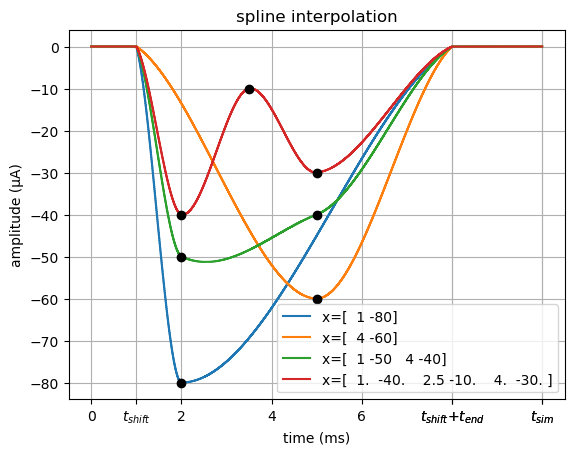 spline interpolation
amplitude (µA)
0
−10
−20
−30
−40
−50
−60
−70
−80
x=[  1 -80]
x=[  4 -60]
x=[  1 -50   4 -40]
x=[  1.  -40.    2.5 -10.    4.  -30. ]
0 t_shift 2 4 6 t_shift+t_end t_sim
time (ms)